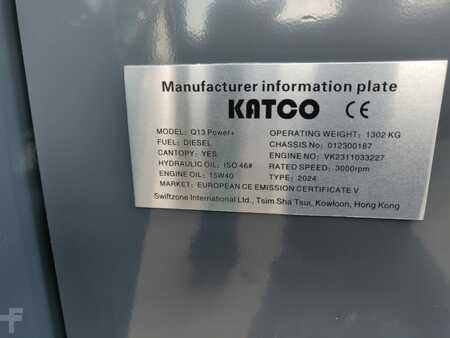 Manufacturer information plate
KATCO CE
MODEL: Q13 Power+ OPERATING WEIGHT: 1302 KG
FUEL: DIESEL CHASSIS No: 012300187
CANTOPY: YES ENGINE NO: VK2311033227
HYDRAULIC OIL: ISO 46# RATED SPEED: 3000rpm
ENGINE OIL: 15W40 TYPE: 2024
MARKET: EUROPEAN CE EMISSION CERTIFICATE V
Swiftzone International Ltd., Tsim Sha Tsui, Kowloon, Hong Kong